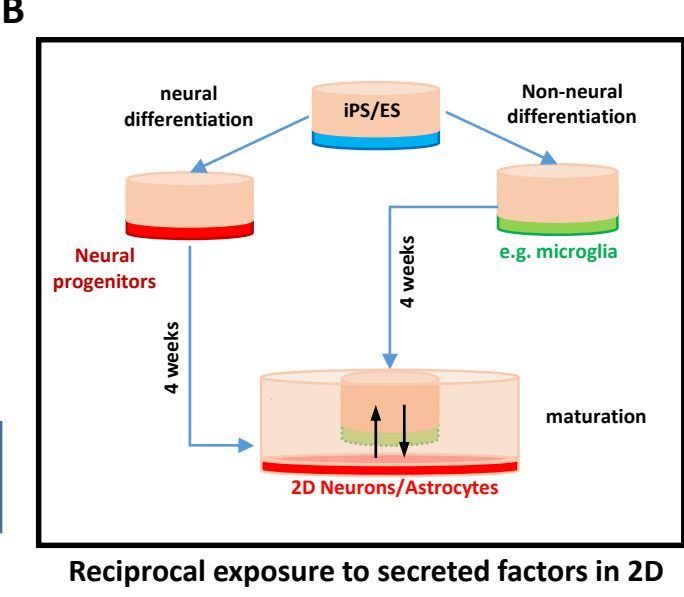 B
neural
differentiation
iPS/ES
Non-neural
differentiation
Neural
progenitors
e.g. microglia
4 weeks
4 weeks
maturation
2D Neurons/Astrocytes
Reciprocal exposure to secreted factors in 2D